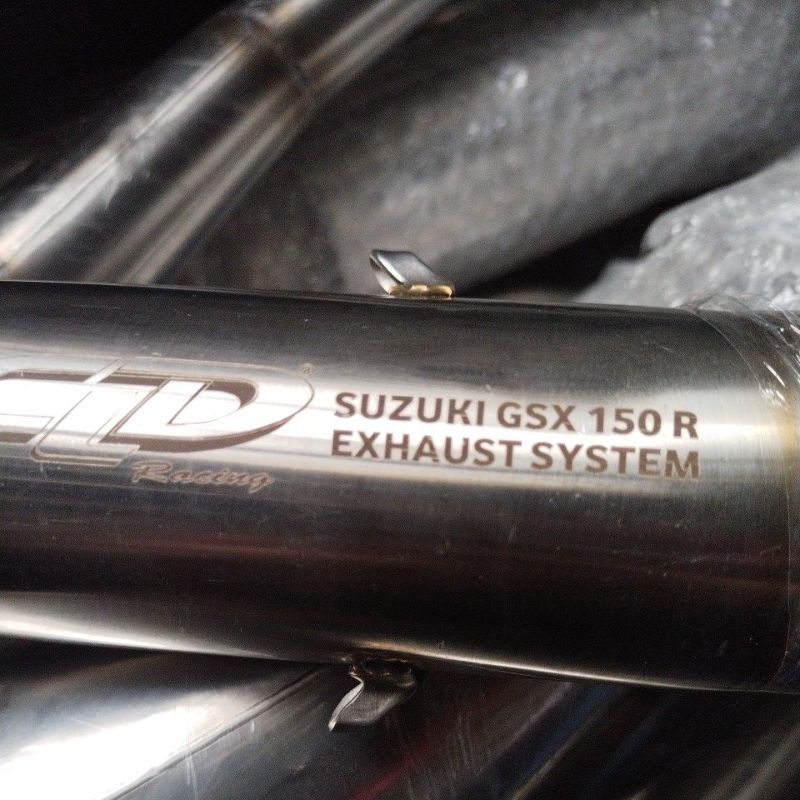 SUZUKI GSX 150 R
EXHAUST SYSTEM
Racing